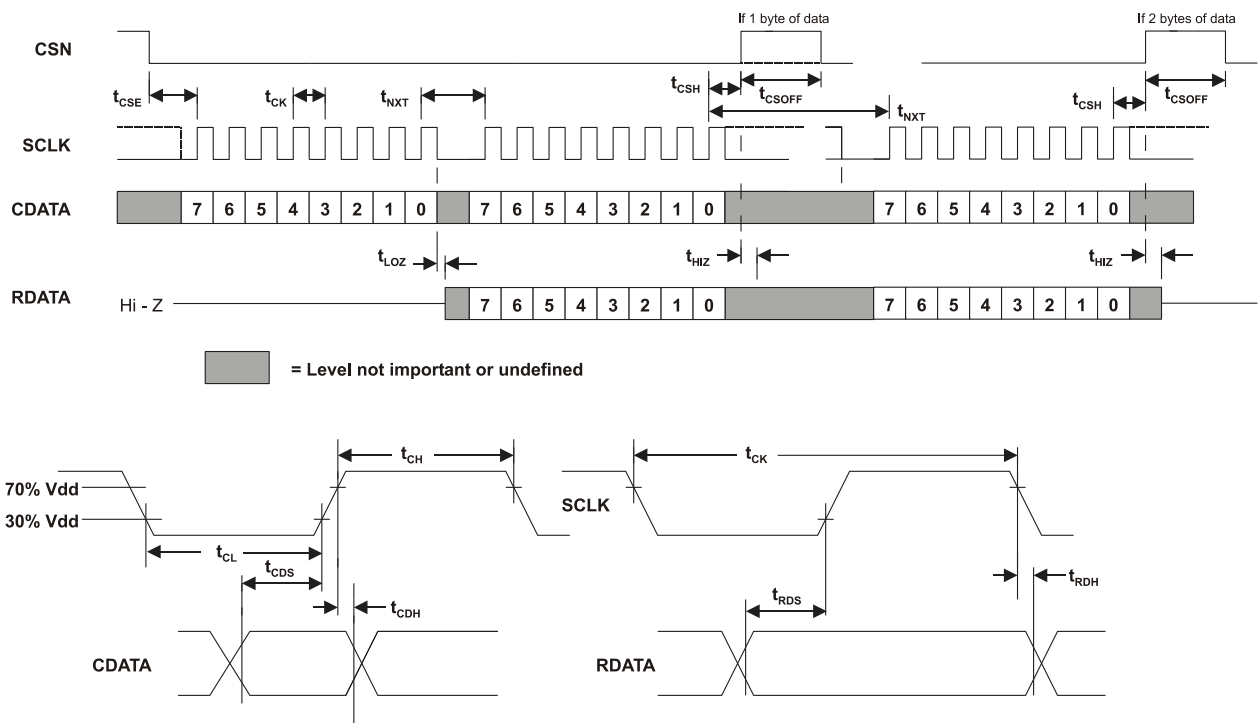 If 1 byte of data If 2 bytes of data
CSN
tCSE tCK tNXT tCSH tCSOFF tNXT tCSH tCSOFF
SCLK
CDATA 7 6 5 4 3 2 1 0 7 6 5 4 3 2 1 0 7 6 5 4 3 2 1 0
tLOZ tHIZ tHIZ
RDATA Hi - Z 7 6 5 4 3 2 1 0 7 6 5 4 3 2 1 0
= Level not important or undefined
tCH tCK
70% Vdd
SCLK
30% Vdd
tCL
tCDS
tRDH
tCDH tRDS
CDATA RDATA